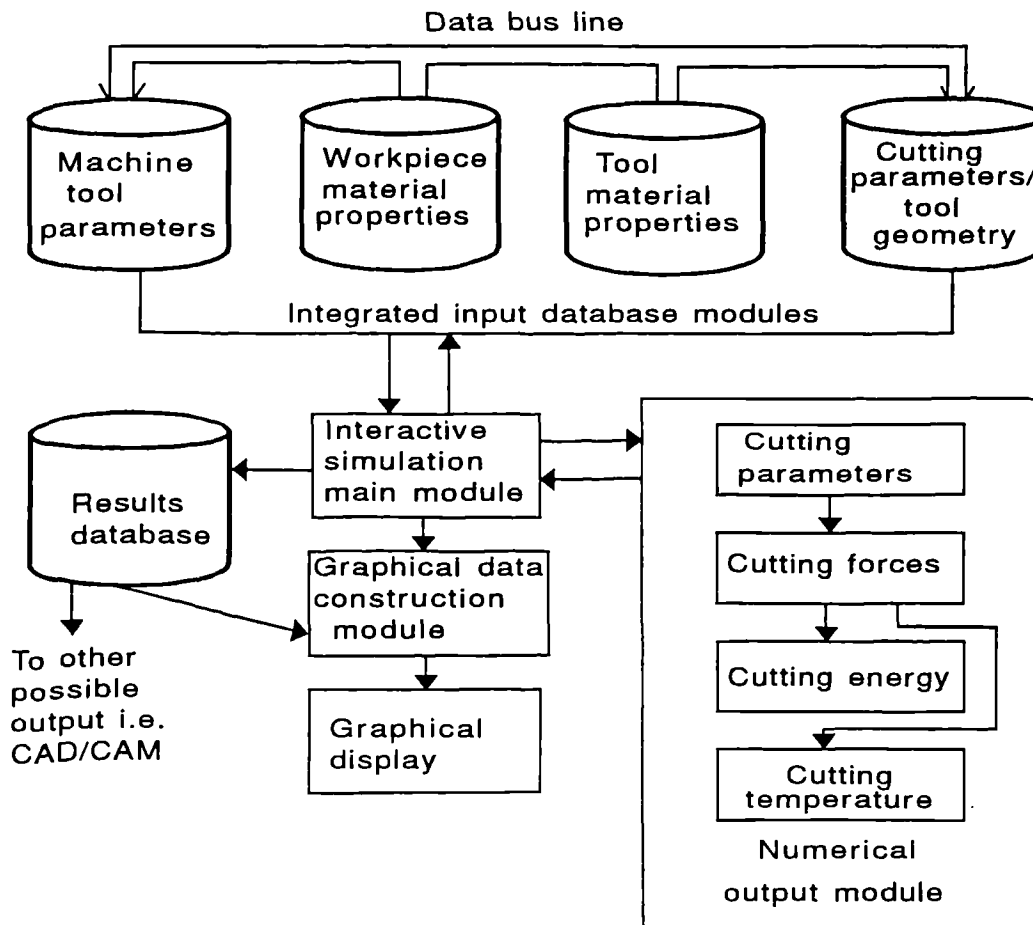 Data bus line
Machine
tool
parameters
Workpiece
material
properties
Tool
material
properties
Cutting
parameters/
tool
geometry
Integrated input database modules
Interactive
simulation
main module
Results
database
Graphical data
construction
module
Graphical
display
To other
possible
output i.e.
CAD/CAM
Cutting
parameters
Cutting forces
Cutting energy
Cutting
temperature
Numerical
output module